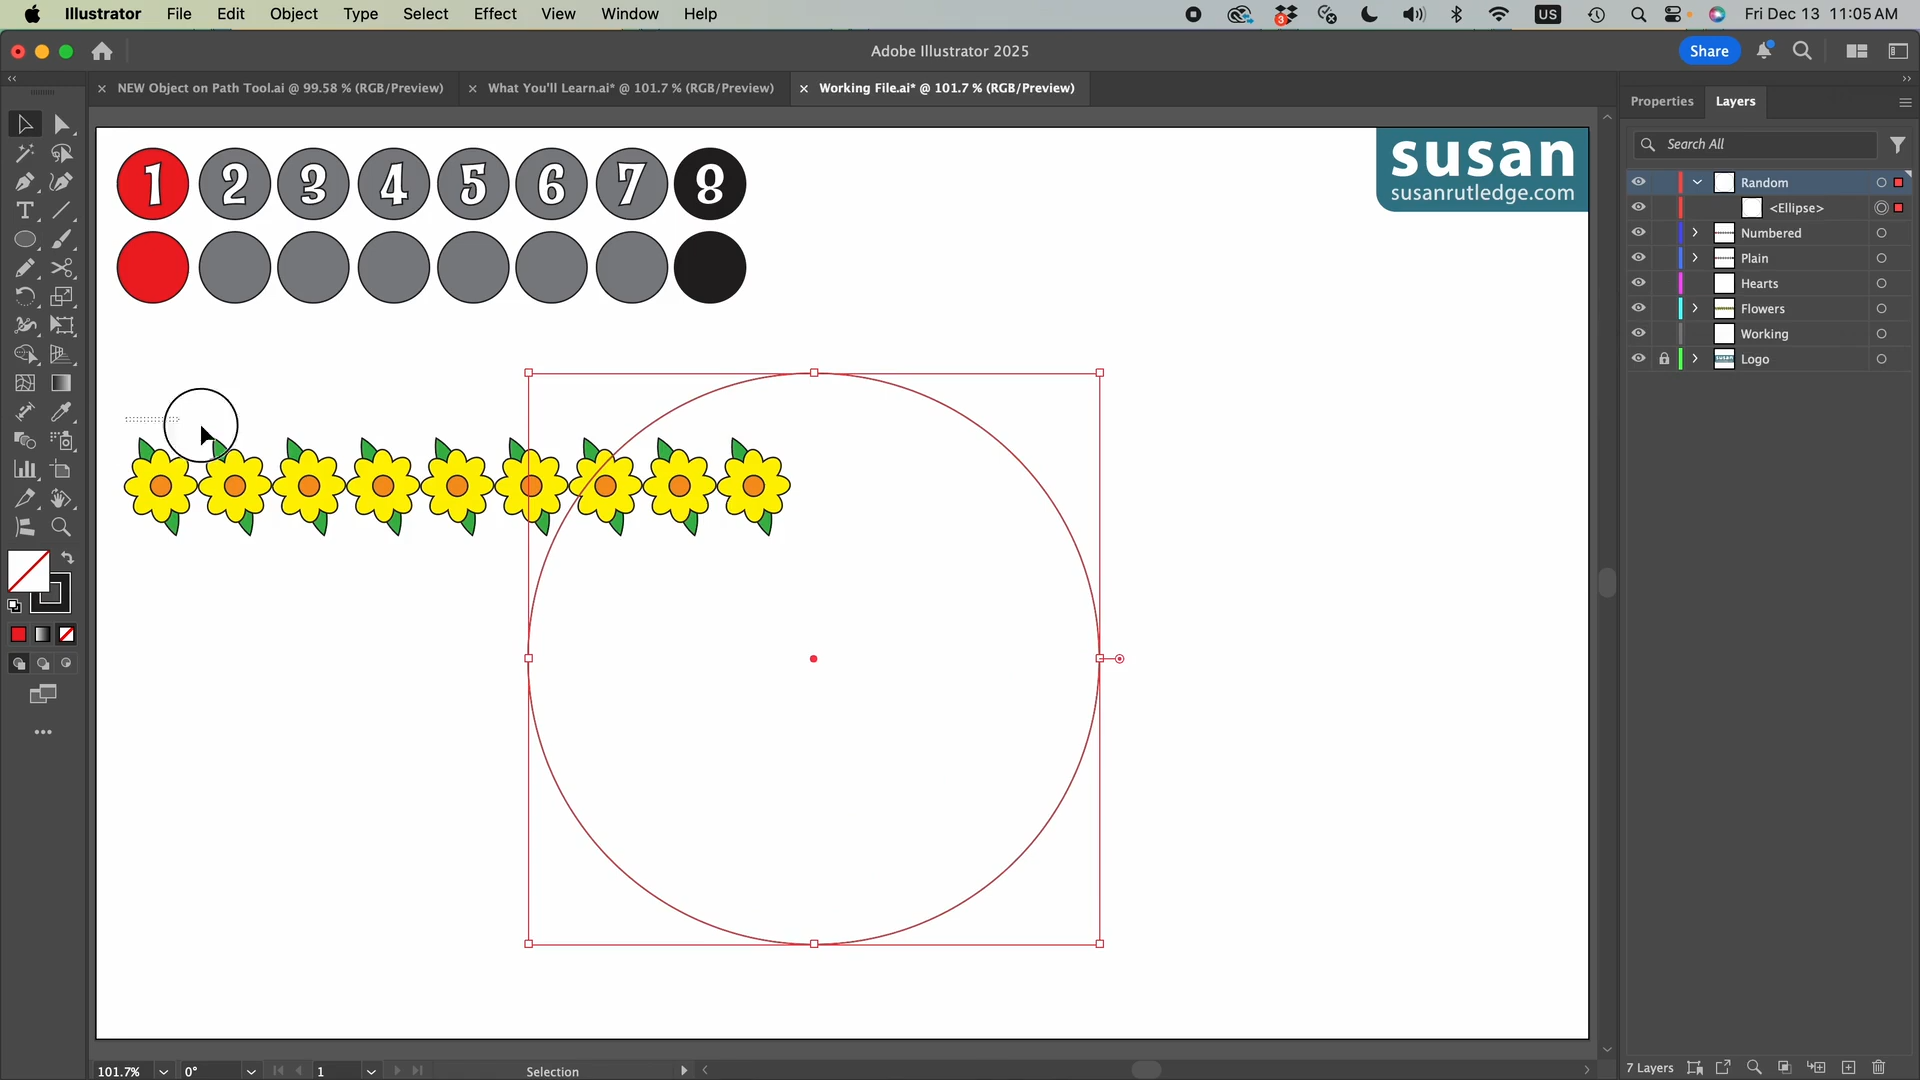 Illustrator File Edit Object Type Select Effect View Window Help
3 US Fri Dec 13 11:05 AM
Adobe Illustrator 2025
Share
NEW Object on Path Tool.ai @ 99.58 % (RGB/Preview)
What You'll Learn.ai* @ 101.7 % (RGB/Preview)
Working File.ai* @ 101.7 % (RGB/Preview)
Properties Layers
Search All
1 2 3 4 5 6 7 8
susan
susanrutledge.com
Random
<Ellipse>
Numbered
Plain
Hearts
Flowers
Working
Logo
101.7% 0° 1 Selection
7 Layers